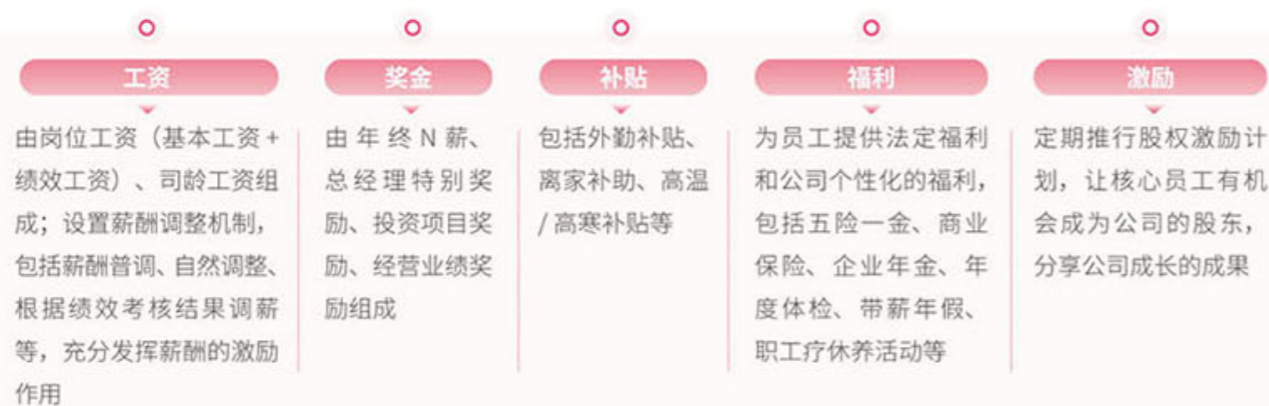 工资
由岗位工资（基本工资 +
绩效工资）、司龄工资组
成；设置薪酬调整机制，
包括薪酬普调、自然调整、
根据绩效考核结果调薪
等，充分发挥薪酬的激励
作用
奖金
由年终 N 薪、
总经理特别奖
励、投资项目奖
励、经营业绩奖
励组成
补贴
包括外勤补贴、
离家补助、高温
/ 高寒补贴等
福利
为员工提供法定福利
和公司个性化的福利，
包括五险一金、商业
保险、企业年金、年
度体检、带薪年假、
职工疗休养活动等
激励
定期推行股权激励计
划，让核心员工有机
会成为公司的股东，
分享公司成长的成果